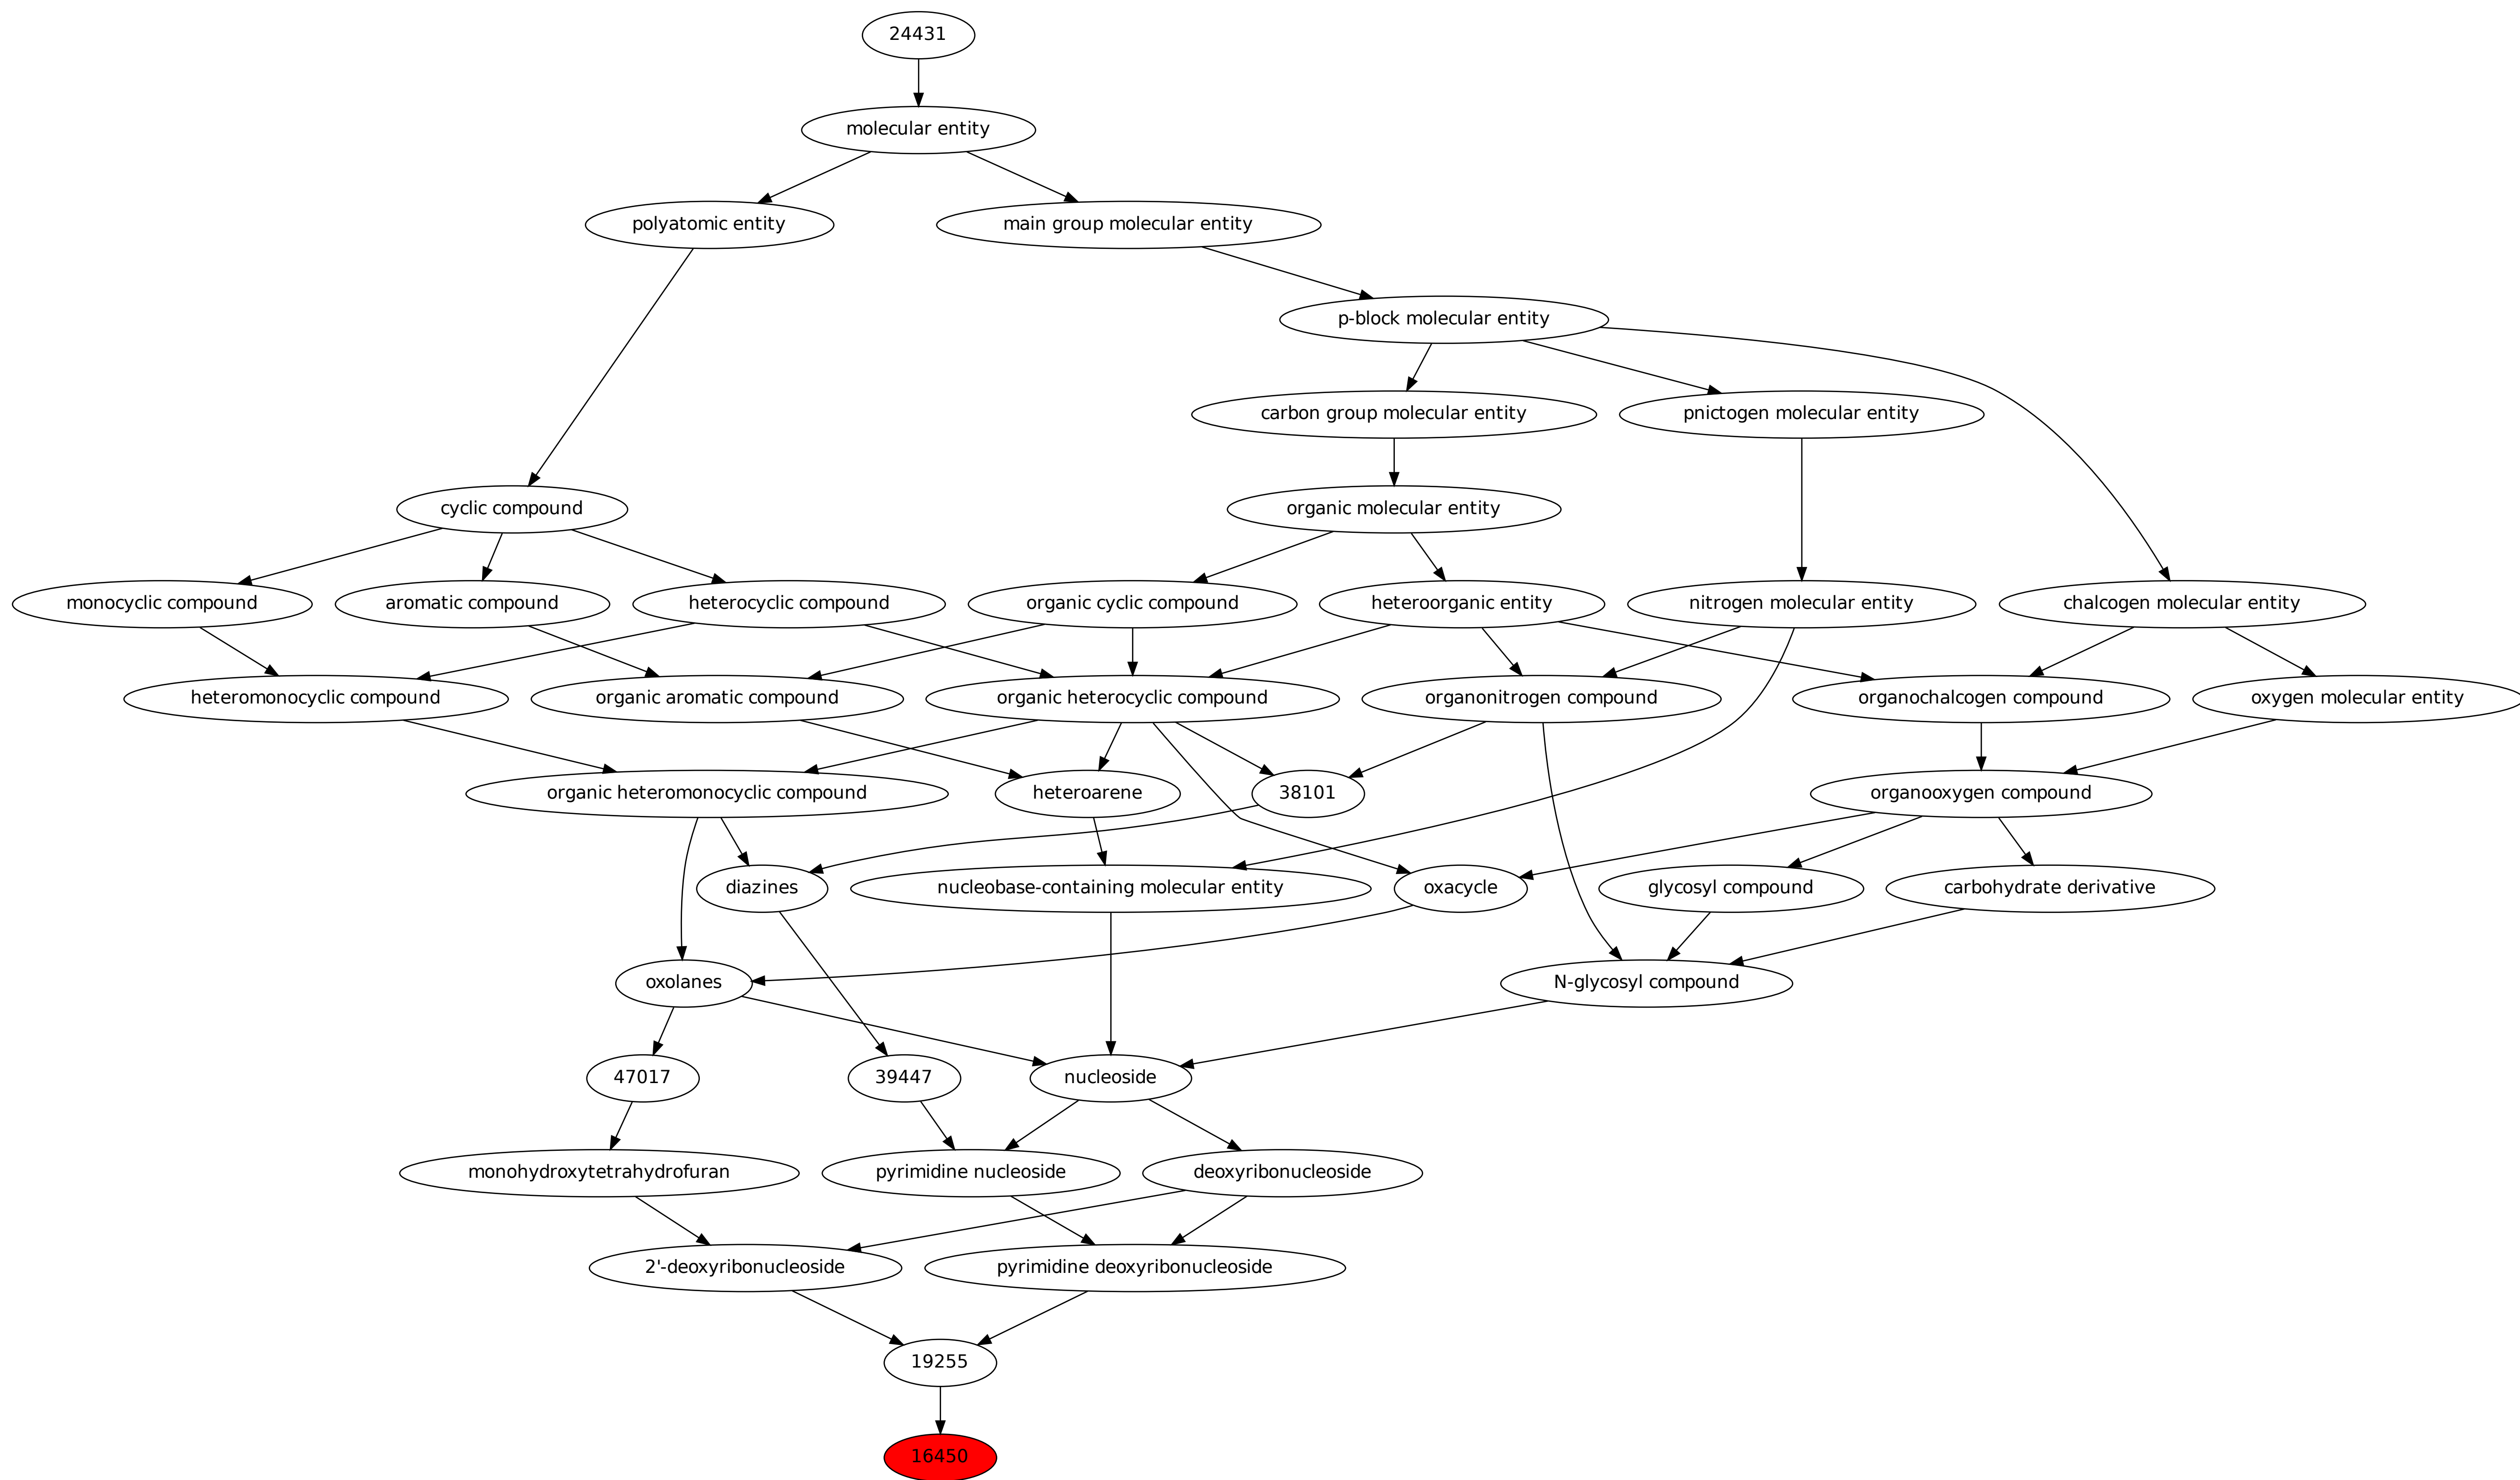 24431
molecular entity
polyatomic entity
main group molecular entity
p-block molecular entity
carbon group molecular entity
pnictogen molecular entity
cyclic compound
organic molecular entity
monocyclic compound
aromatic compound
heterocyclic compound
organic cyclic compound
heteroorganic entity
nitrogen molecular entity
chalcogen molecular entity
heteromonocyclic compound
organic aromatic compound
organic heterocyclic compound
organonitrogen compound
organochalcogen compound
oxygen molecular entity
organic heteromonocyclic compound
heteroarene
38101
organooxygen compound
diazines
nucleobase-containing molecular entity
oxacycle
glycosyl compound
carbohydrate derivative
oxolanes
N-glycosyl compound
47017
39447
nucleoside
monohydroxytetrahydrofuran
pyrimidine nucleoside
deoxyribonucleoside
2'-deoxyribonucleoside
pyrimidine deoxyribonucleoside
19255
16450